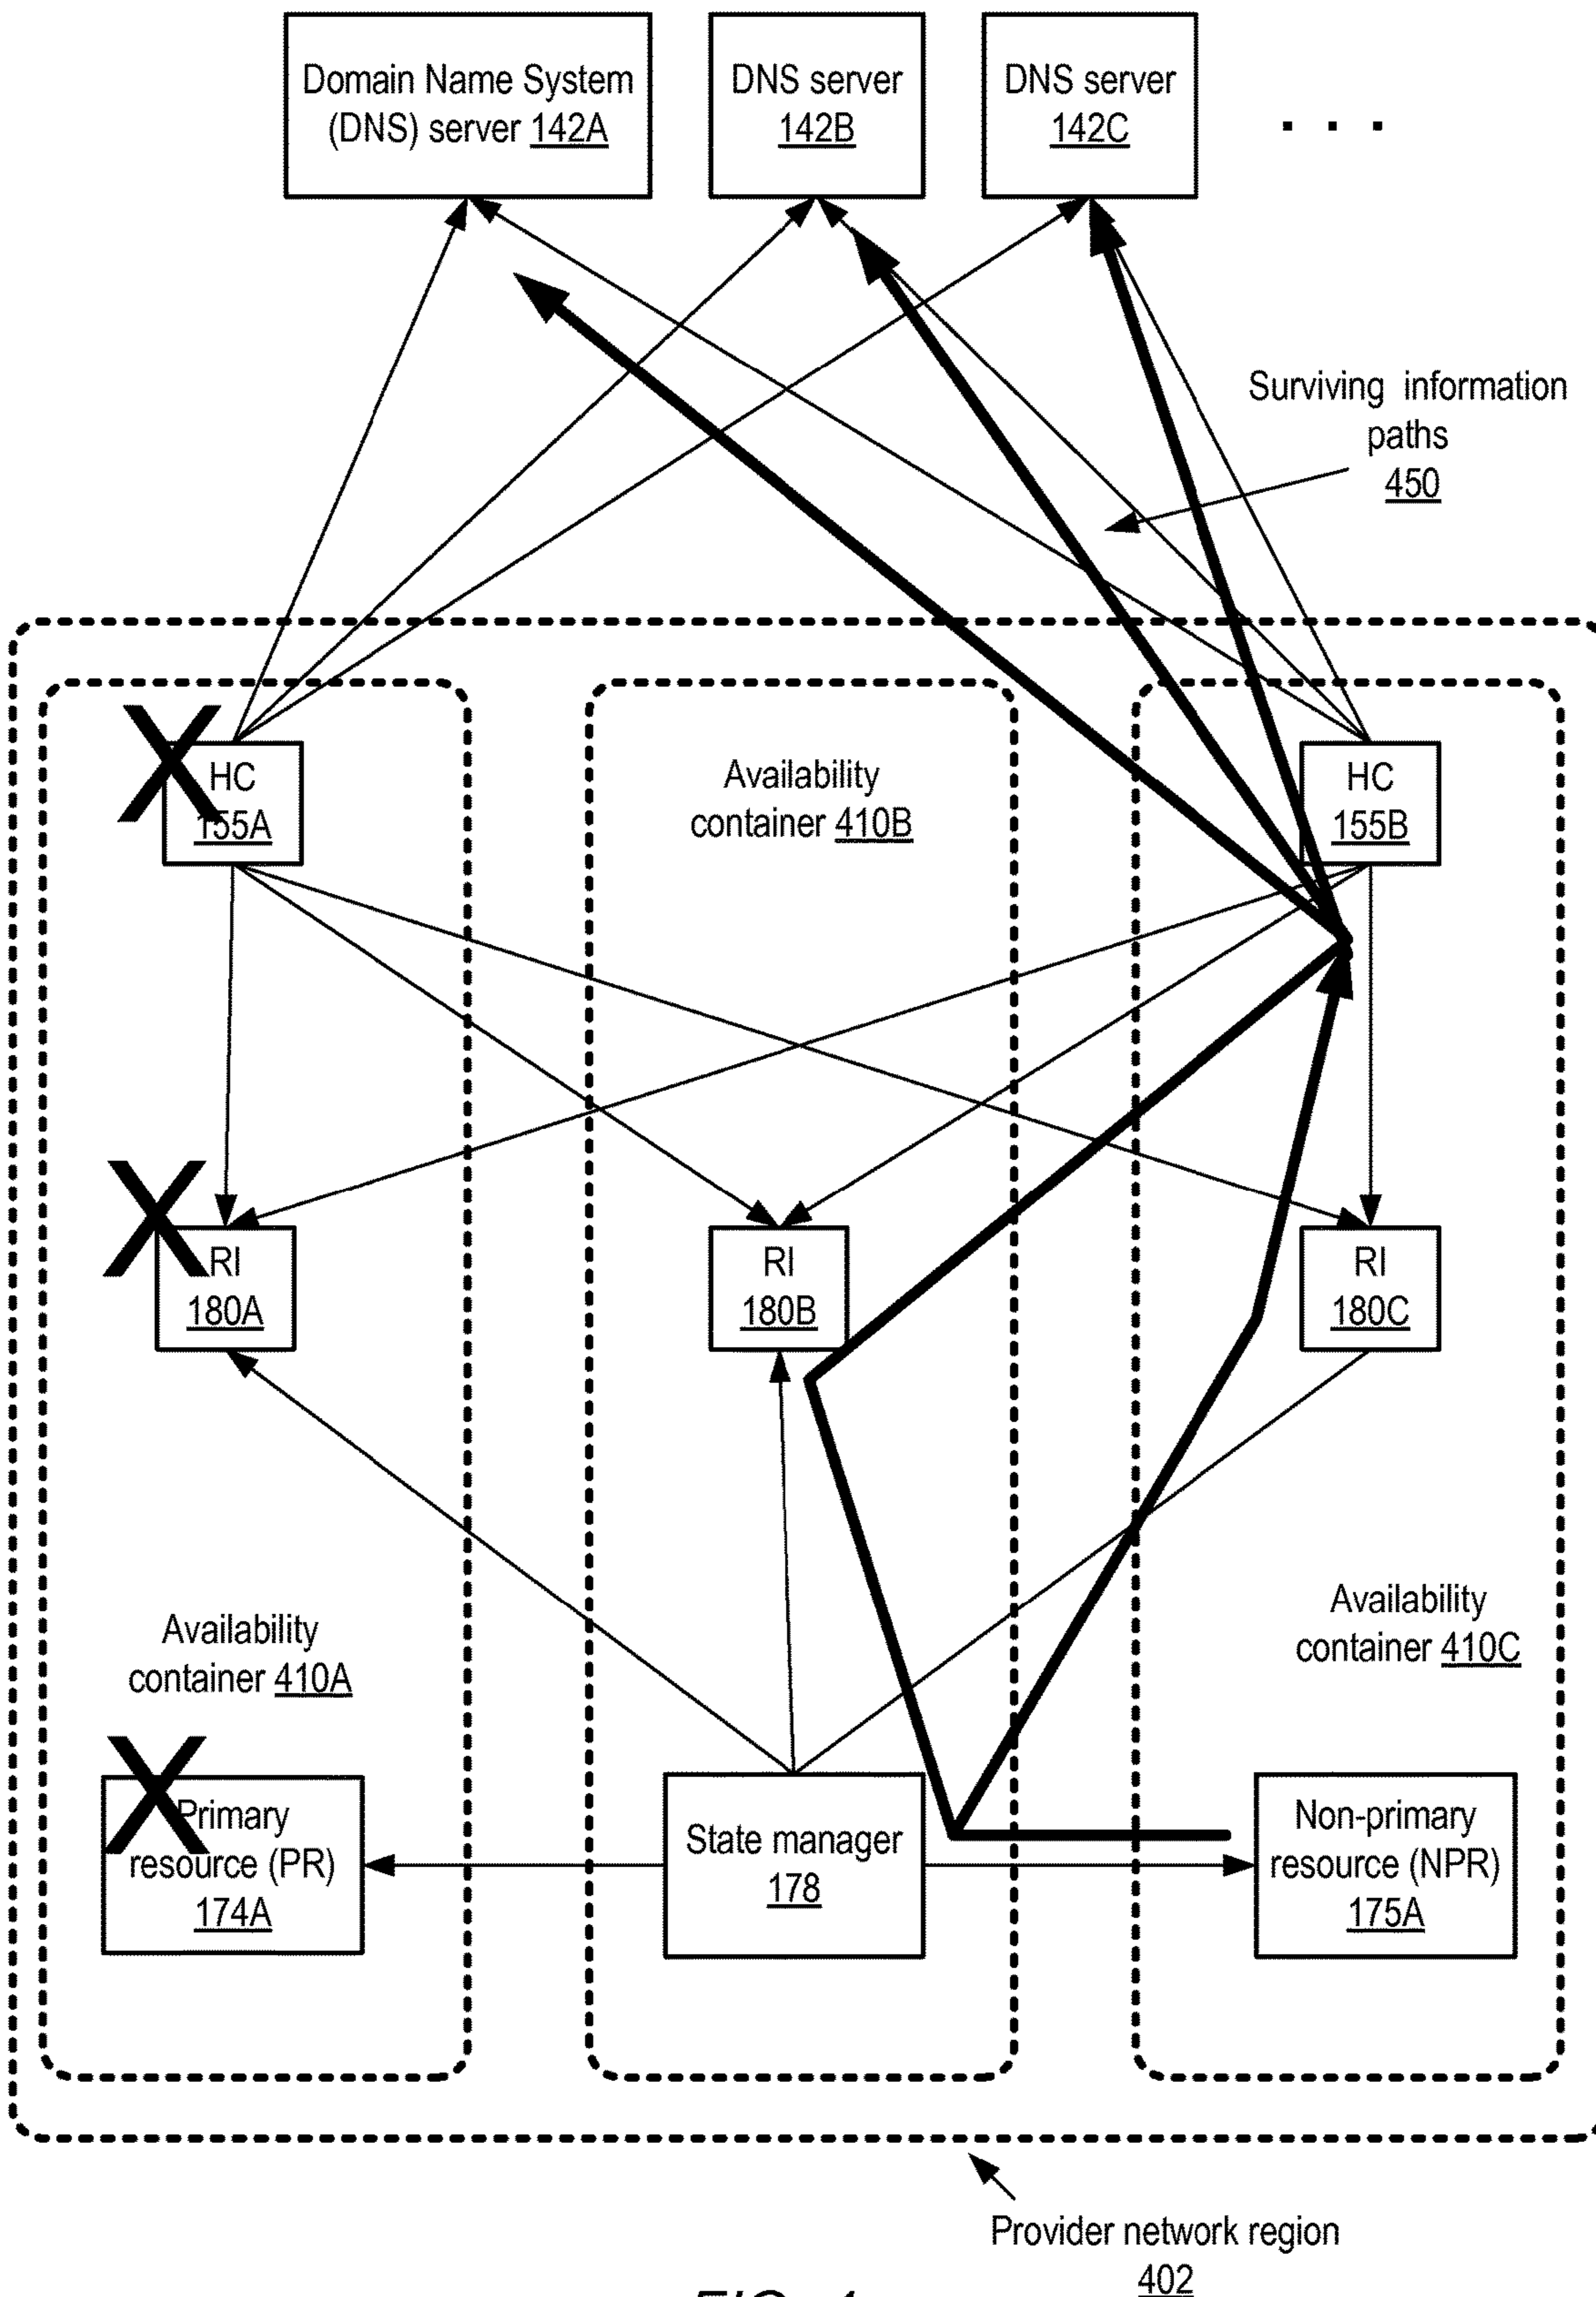 Domain Name System
(DNS) server 142A
DNS server
142B
DNS server
142C
. . .
Surviving information
paths
450
HC
155A
Availability
container 410B
HC
155B
RI
180A
RI
180B
RI
180C
Availability
container 410A
Availability
container 410C
Primary
resource (PR)
174A
State manager
178
Non-primary
resource (NPR)
175A
Provider network region
402